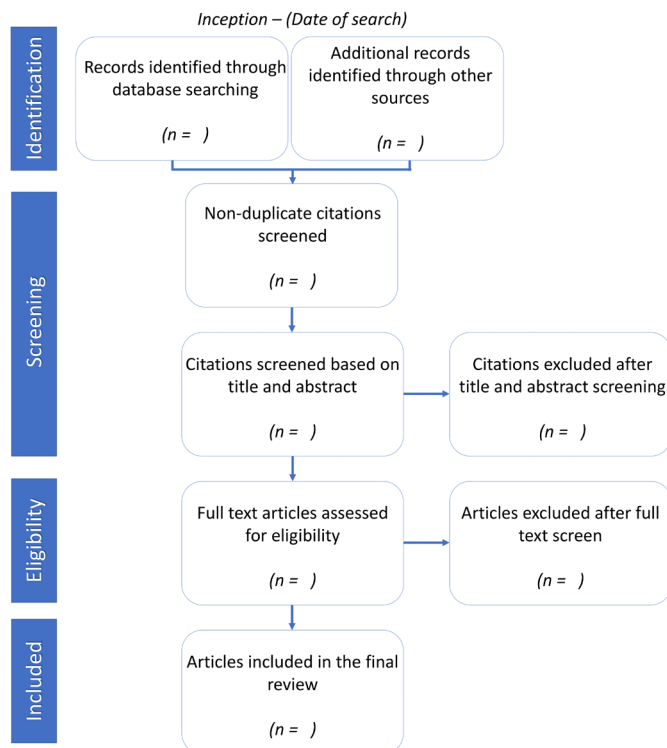 Inception – (Date of search)
Identification
Records identified through
database searching
(n =   )
Additional records
identified through other
sources
(n =   )
Screening
Non-duplicate citations
screened
(n =   )
Citations screened based on
title and abstract
(n =   )
Citations excluded after
title and abstract screening
(n =   )
Eligibility
Full text articles assessed
for eligibility
(n =   )
Articles excluded after full
text screen
(n =   )
Included
Articles included in the final
review
(n =   )